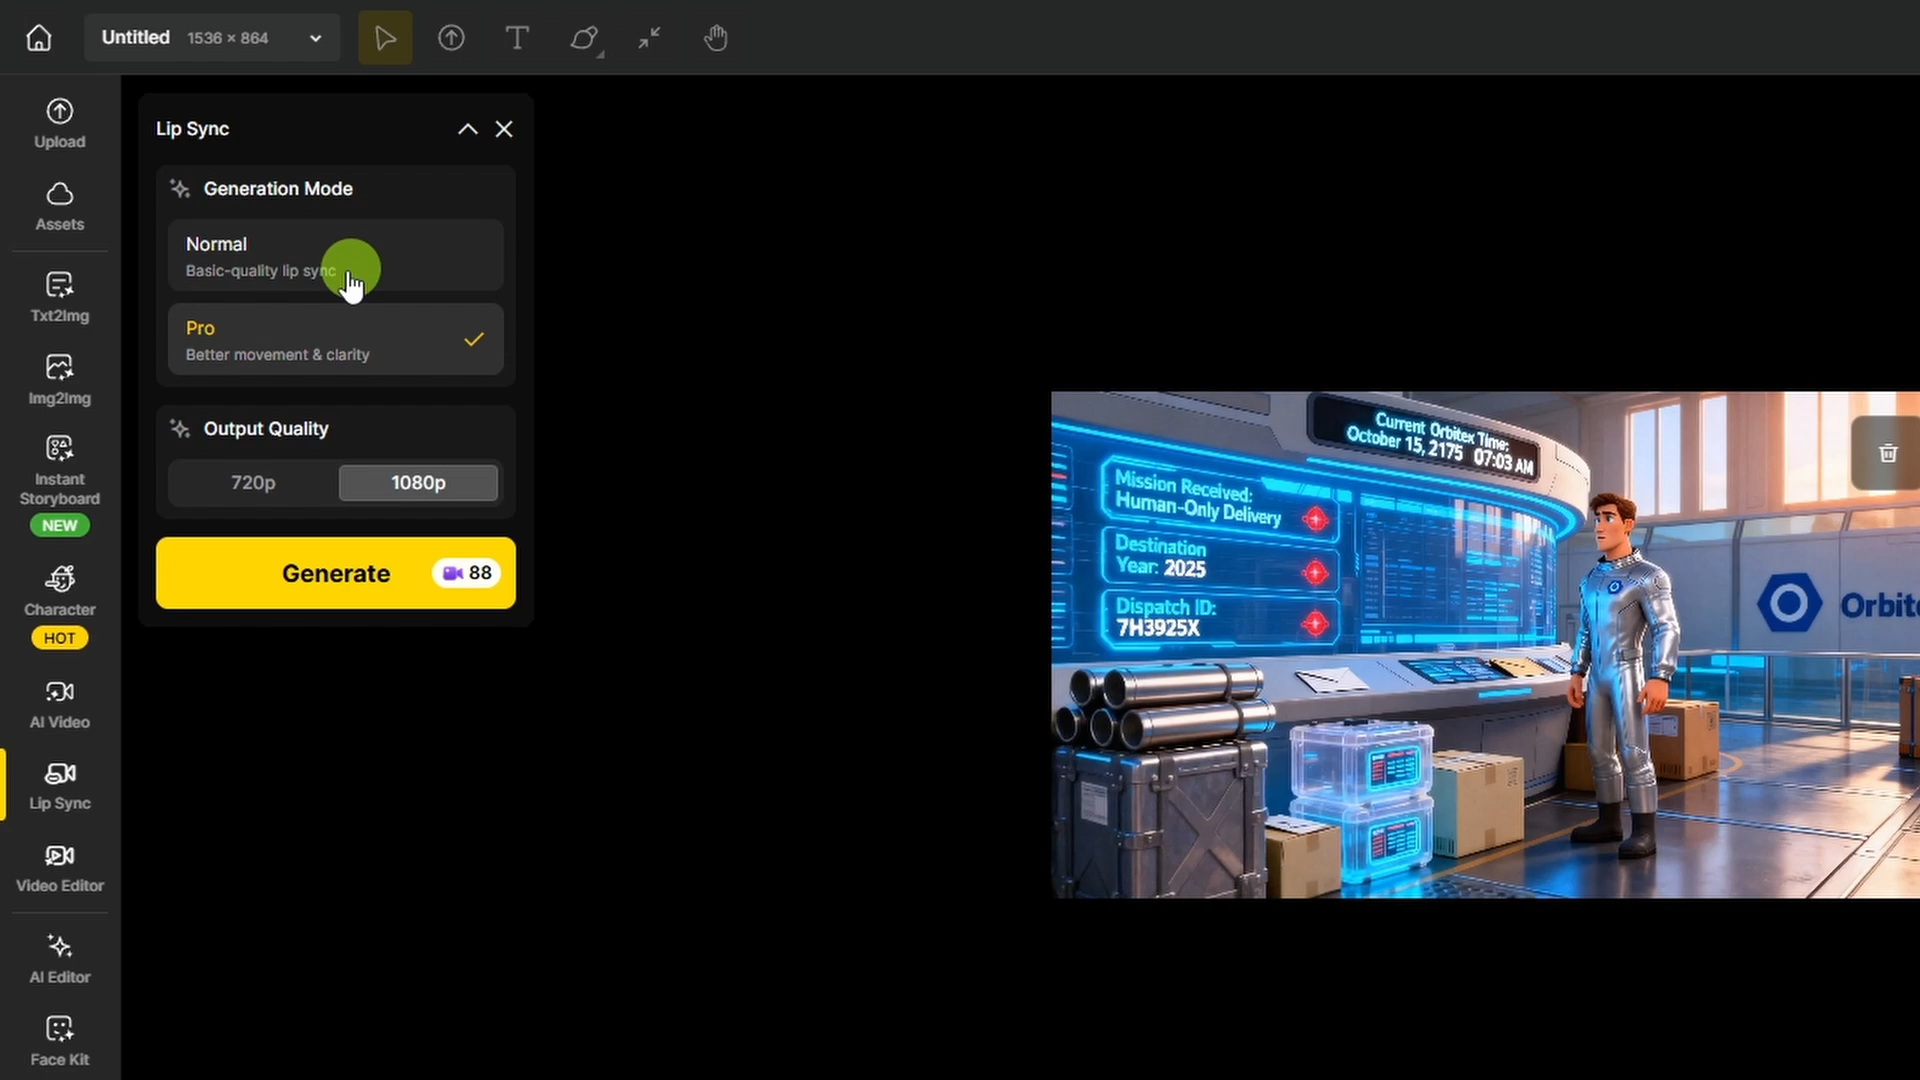 Untitled 1536 × 864
Upload
Assets
Txt2Img
Img2Img
Instant
Storyboard
NEW
Character
HOT
AI Video
Lip Sync
Video Editor
AI Editor
Face Kit
Lip Sync
Generation Mode
Normal
Basic-quality lip sync
Pro
Better movement & clarity
Output Quality
720p 1080p
Generate 88
Current Orbitex Time:
October 15, 2175 07:03 AM
Mission Received:
Human-Only Delivery
Destination
Year: 2025
Dispatch ID:
7H3925X